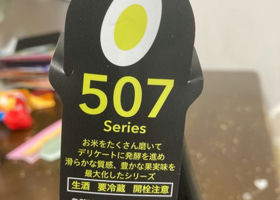 507
Series
お米をたくさん磨いて
デリケートに発酵を進め
滑らかな質感、豊かな果実味を
最大化したシリーズ
生酒 要冷蔵 開栓注意